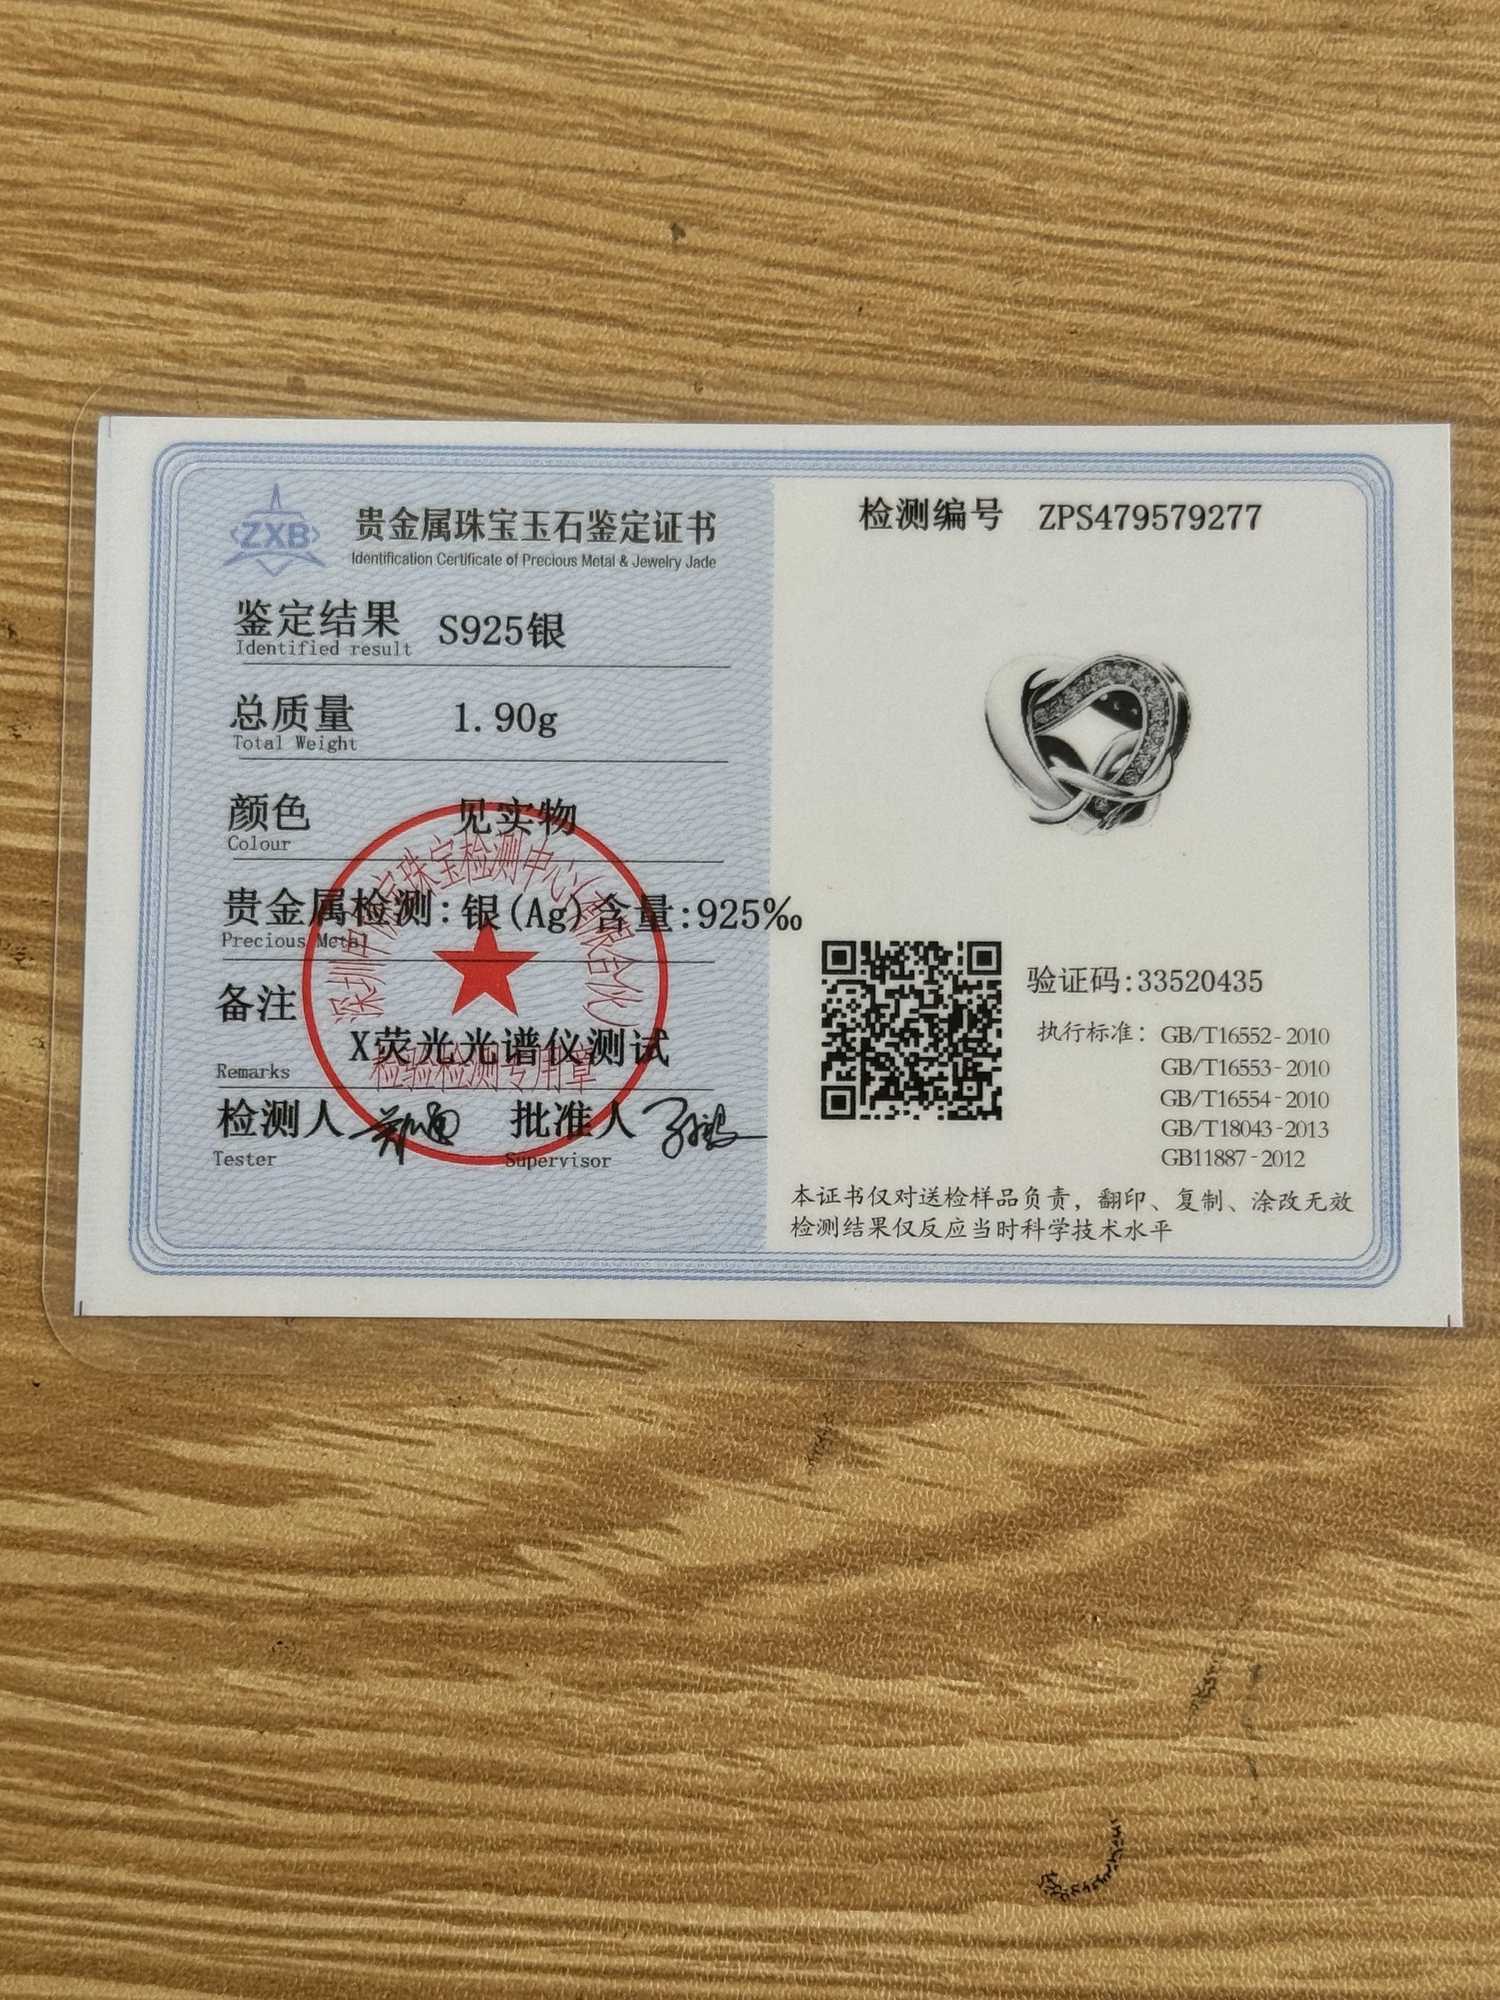 ZXB
贵金属珠宝玉石鉴定证书
Identification Certificate of Precious Metal & Jewelry Jade
鉴定结果 S925银
Identified result
总质量 1.90g
Total Weight
颜色 见实物
Colour
贵金属检测:银(Ag)含量:925‰
Precious Metal
备注
X荧光光谱仪测试
Remarks
检测人 批准人
Tester Supervisor
检验检测专用章
检测编号 ZPS479579277
验证码:33520435
执行标准: GB/T16552-2010
GB/T16553-2010
GB/T16554-2010
GB/T18043-2013
GB11887-2012
本证书仅对送检样品负责，翻印、复制、涂改无效
检测结果仅反应当时科学技术水平